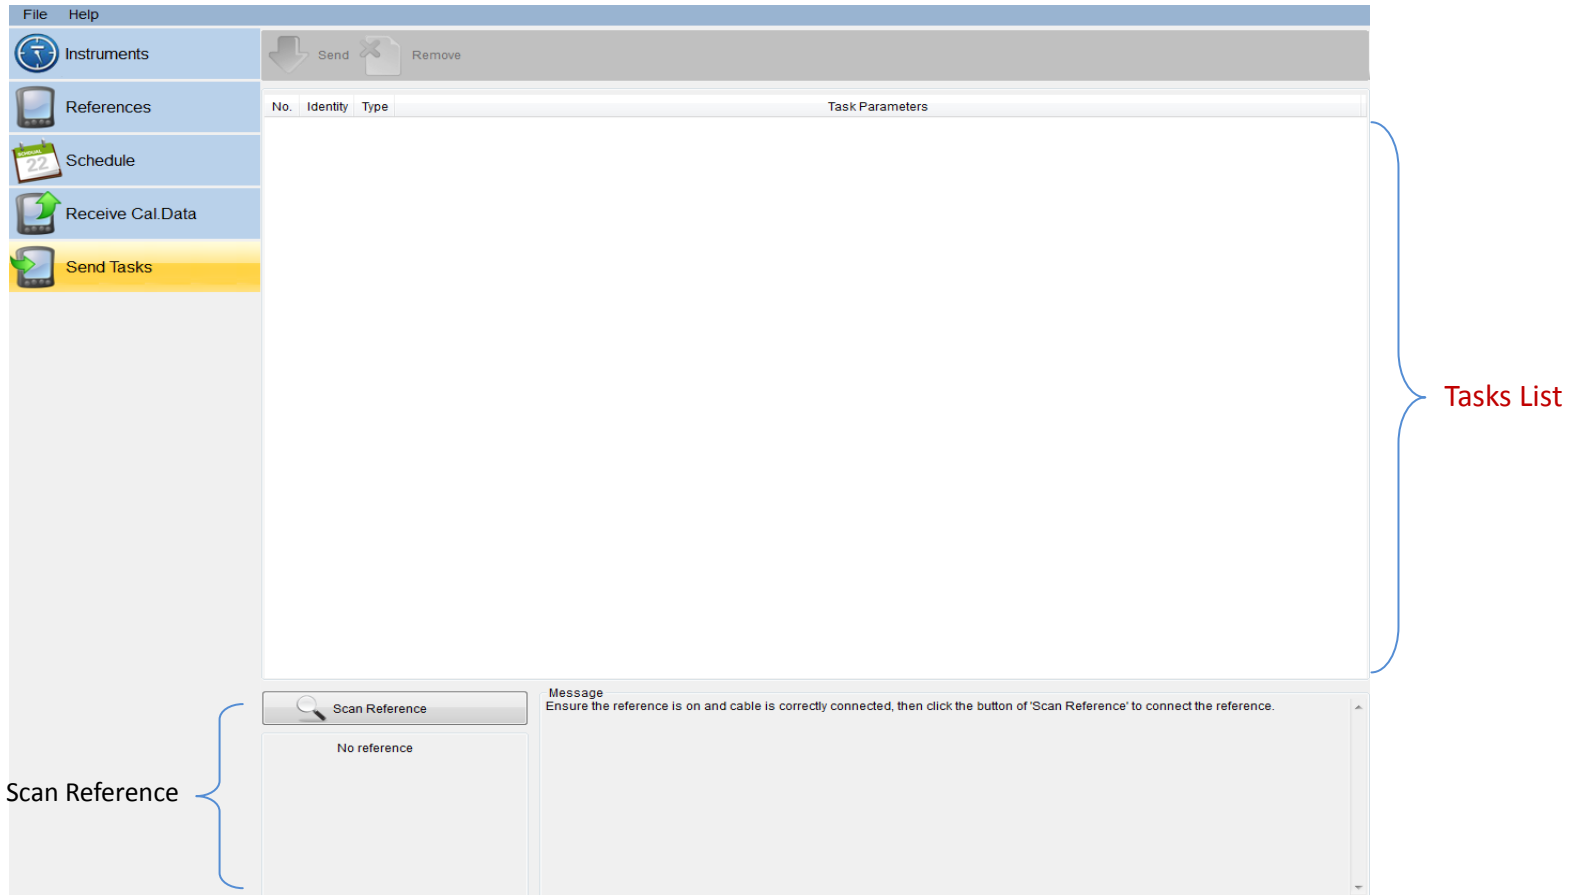 File Help
Instruments
Send Remove
References
No. Identity Type Task Parameters
SCHEDUAL
22
Schedule
Receive Cal.Data
Send Tasks
Tasks List
Scan Reference
Message
Ensure the reference is on and cable is correctly connected, then click the button of 'Scan Reference' to connect the reference.
No reference
Scan Reference